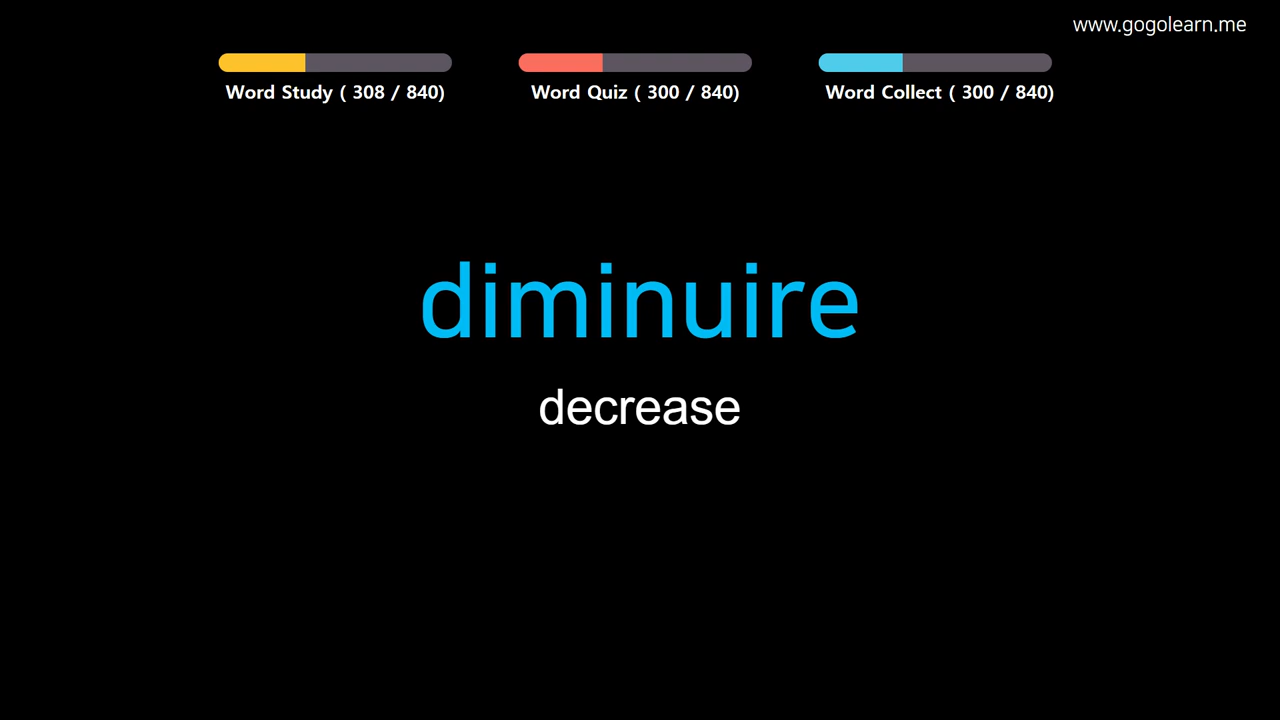 www.gogolearn.me
Word Study ( 308 / 840)
Word Quiz ( 300 / 840)
Word Collect ( 300 / 840)
diminuire
decrease